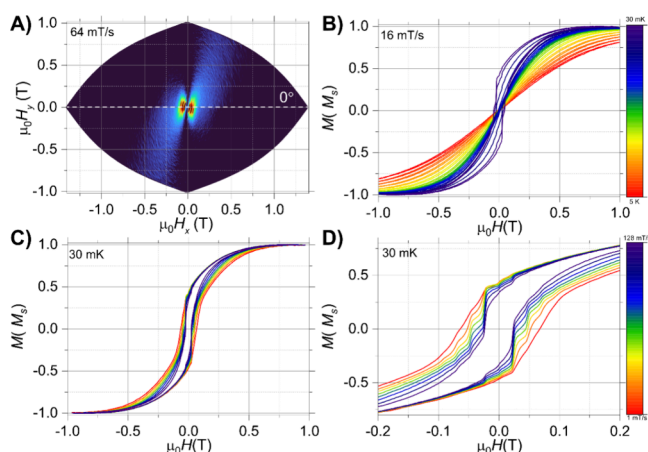 A)
64 mT/s
1.0
0.5
0.0
-0.5
-1.0
μ₀Hy (T)
0°
-1.0 -0.5 0.0 0.5 1.0
μ₀Hx (T)
B)
16 mT/s
1.0
0.5
0.0
-0.5
-1.0
M( Ms)
-1.0 -0.5 0.0 0.5 1.0
μ₀H(T)
30 mK
5 K
C)
30 mK
1.0
0.5
0.0
-0.5
-1.0
M( Ms)
-1.0 -0.5 0.0 0.5 1.0
μ₀H(T)
D)
30 mK
0.5
0.0
-0.5
M( Ms)
-0.2 -0.1 0.0 0.1 0.2
μ₀H(T)
128 mT/
1 mT/s